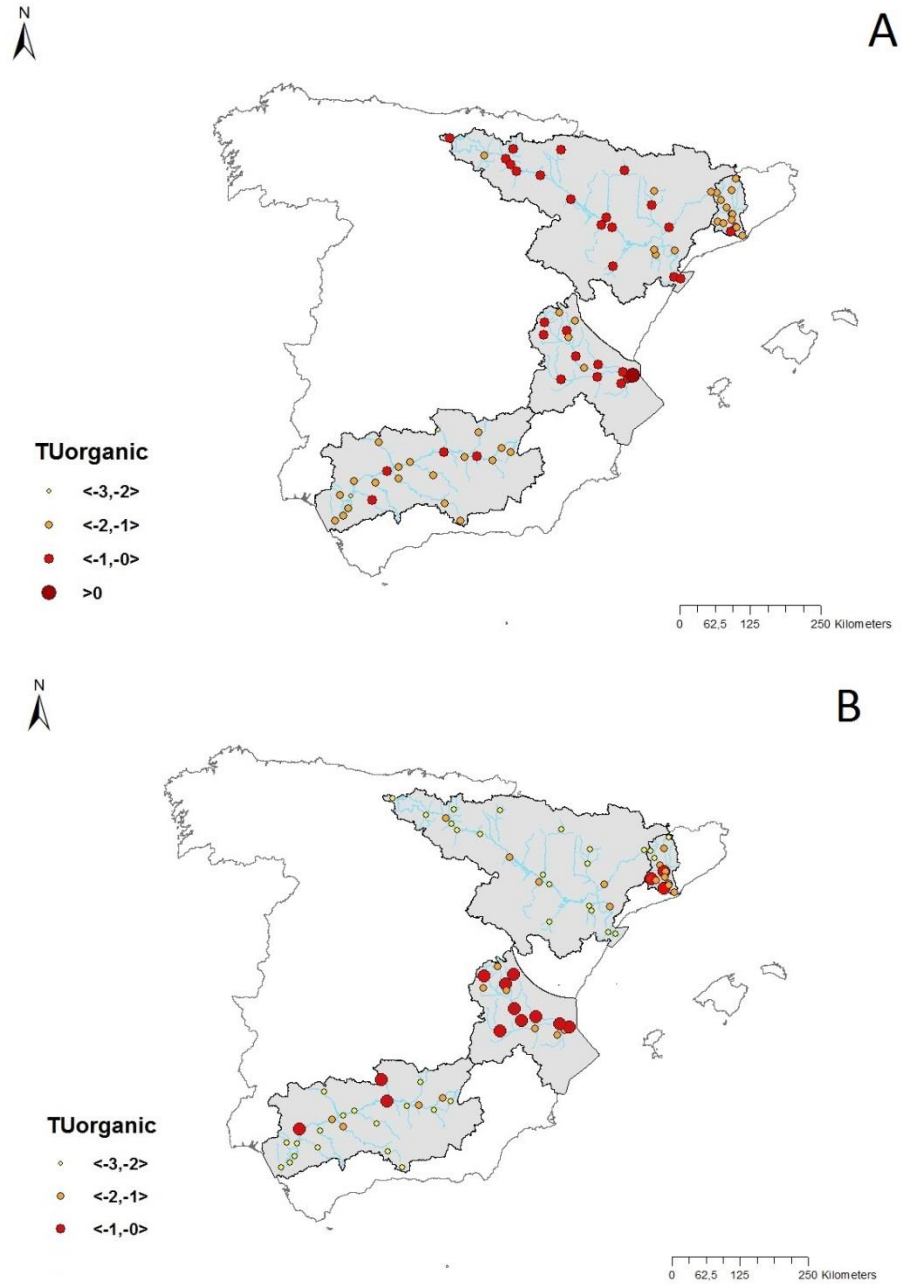 N
A
TUorganic
<-3,-2>
<-2,-1>
<-1,-0>
>0
0 62,5 125 250 Kilometers
N
B
TUorganic
<-3,-2>
<-2,-1>
<-1,-0>
0 62,5 125 250 Kilometers